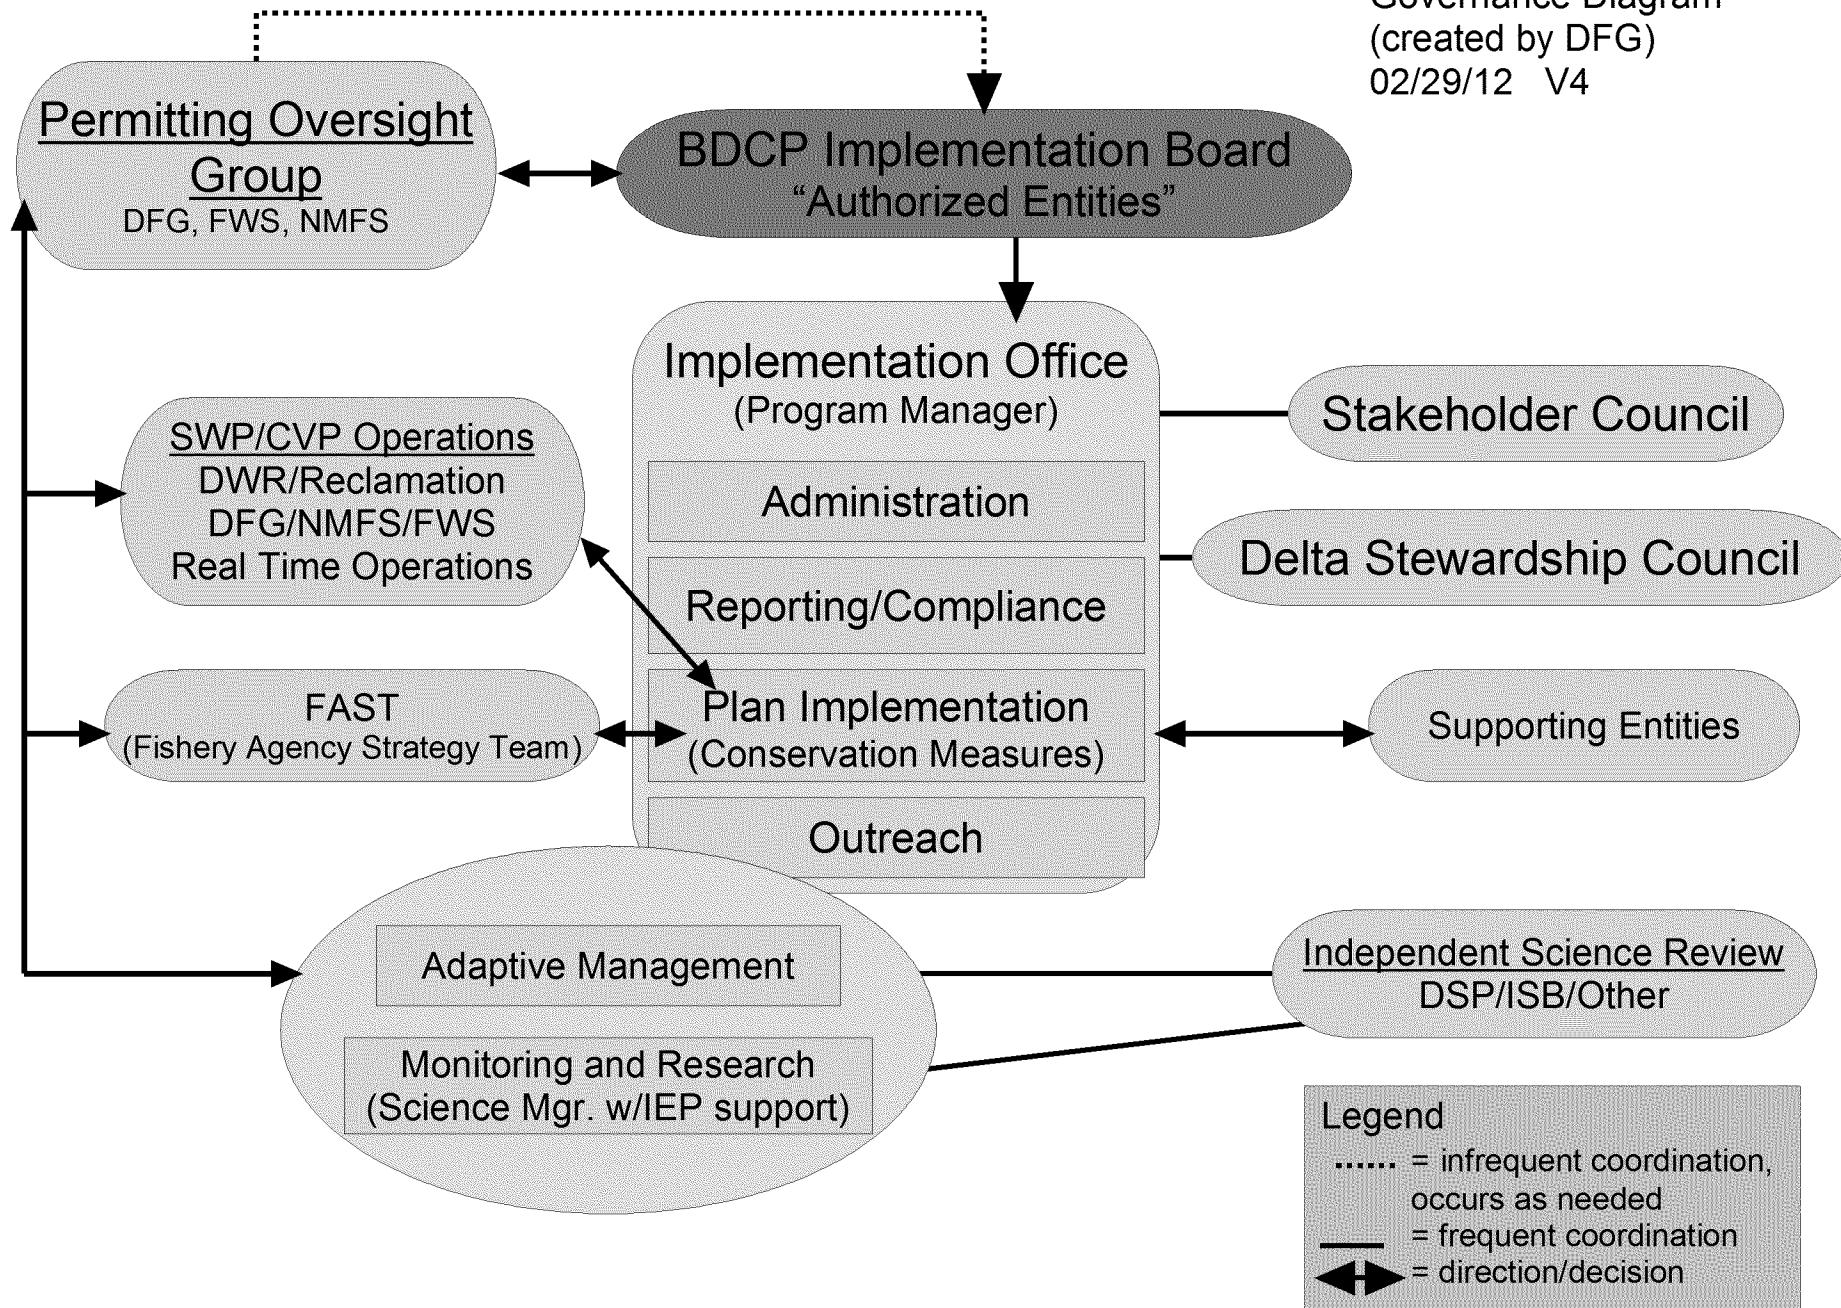 Governance Diagram
(created by DFG)
02/29/12 V4
Permitting Oversight
Group
DFG, FWS, NMFS
BDCP Implementation Board
“Authorized Entities”
Implementation Office
(Program Manager)
Administration
Reporting/Compliance
Plan Implementation
(Conservation Measures)
Outreach
Stakeholder Council
Delta Stewardship Council
Supporting Entities
SWP/CVP Operations
DWR/Reclamation
DFG/NMFS/FWS
Real Time Operations
FAST
(Fishery Agency Strategy Team)
Adaptive Management
Monitoring and Research
(Science Mgr. w/IEP support)
Independent Science Review
DSP/ISB/Other
Legend
= infrequent coordination,
occurs as needed
= frequent coordination
= direction/decision